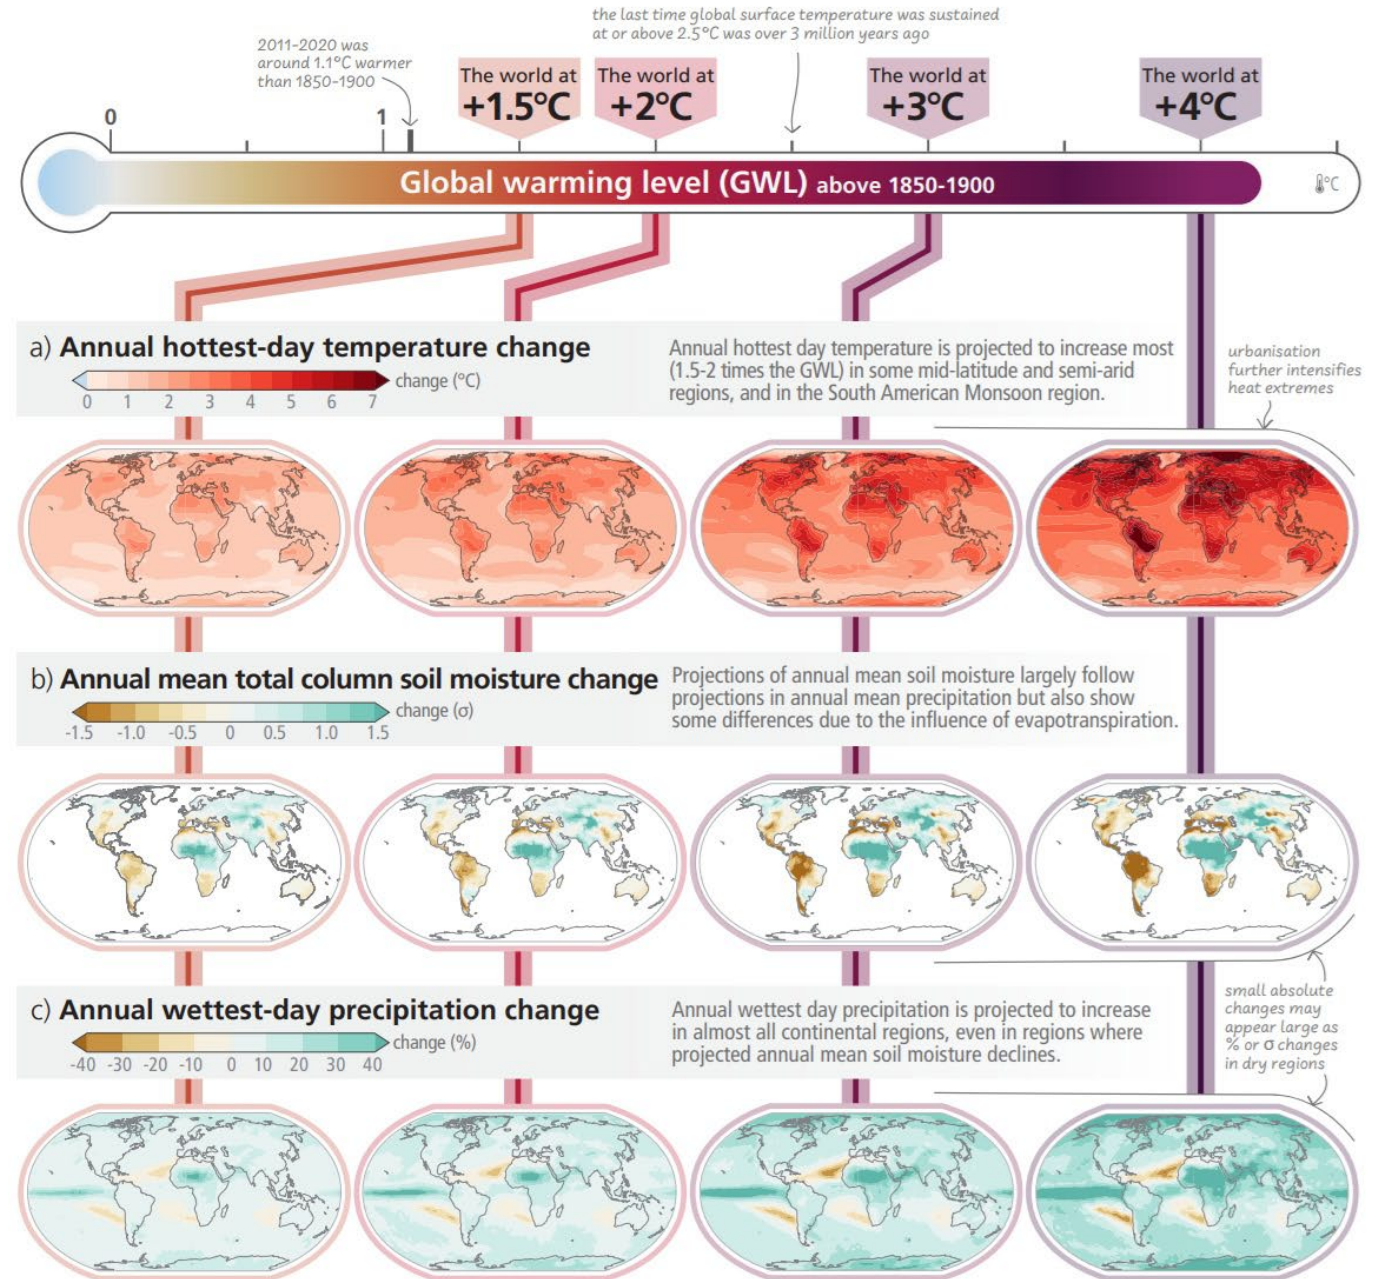 the last time global surface temperature was sustained
at or above 2.5°C was over 3 million years ago
2011-2020 was
around 1.1°C warmer
than 1850-1900
The world at
+1.5°C
The world at
+2°C
The world at
+3°C
The world at
+4°C
0
1
Global warming level (GWL) above 1850-1900
°C
a) Annual hottest-day temperature change
change (°C)
0 1 2 3 4 5 6 7
Annual hottest day temperature is projected to increase most
(1.5-2 times the GWL) in some mid-latitude and semi-arid
regions, and in the South American Monsoon region.
urbanisation
further intensifies
heat extremes
b) Annual mean total column soil moisture change
change (σ)
-1.5 -1.0 -0.5 0 0.5 1.0 1.5
Projections of annual mean soil moisture largely follow
projections in annual mean precipitation but also show
some differences due to the influence of evapotranspiration.
c) Annual wettest-day precipitation change
change (%)
-40 -30 -20 -10 0 10 20 30 40
Annual wettest day precipitation is projected to increase
in almost all continental regions, even in regions where
projected annual mean soil moisture declines.
small absolute
changes may
appear large as
% or σ changes
in dry regions